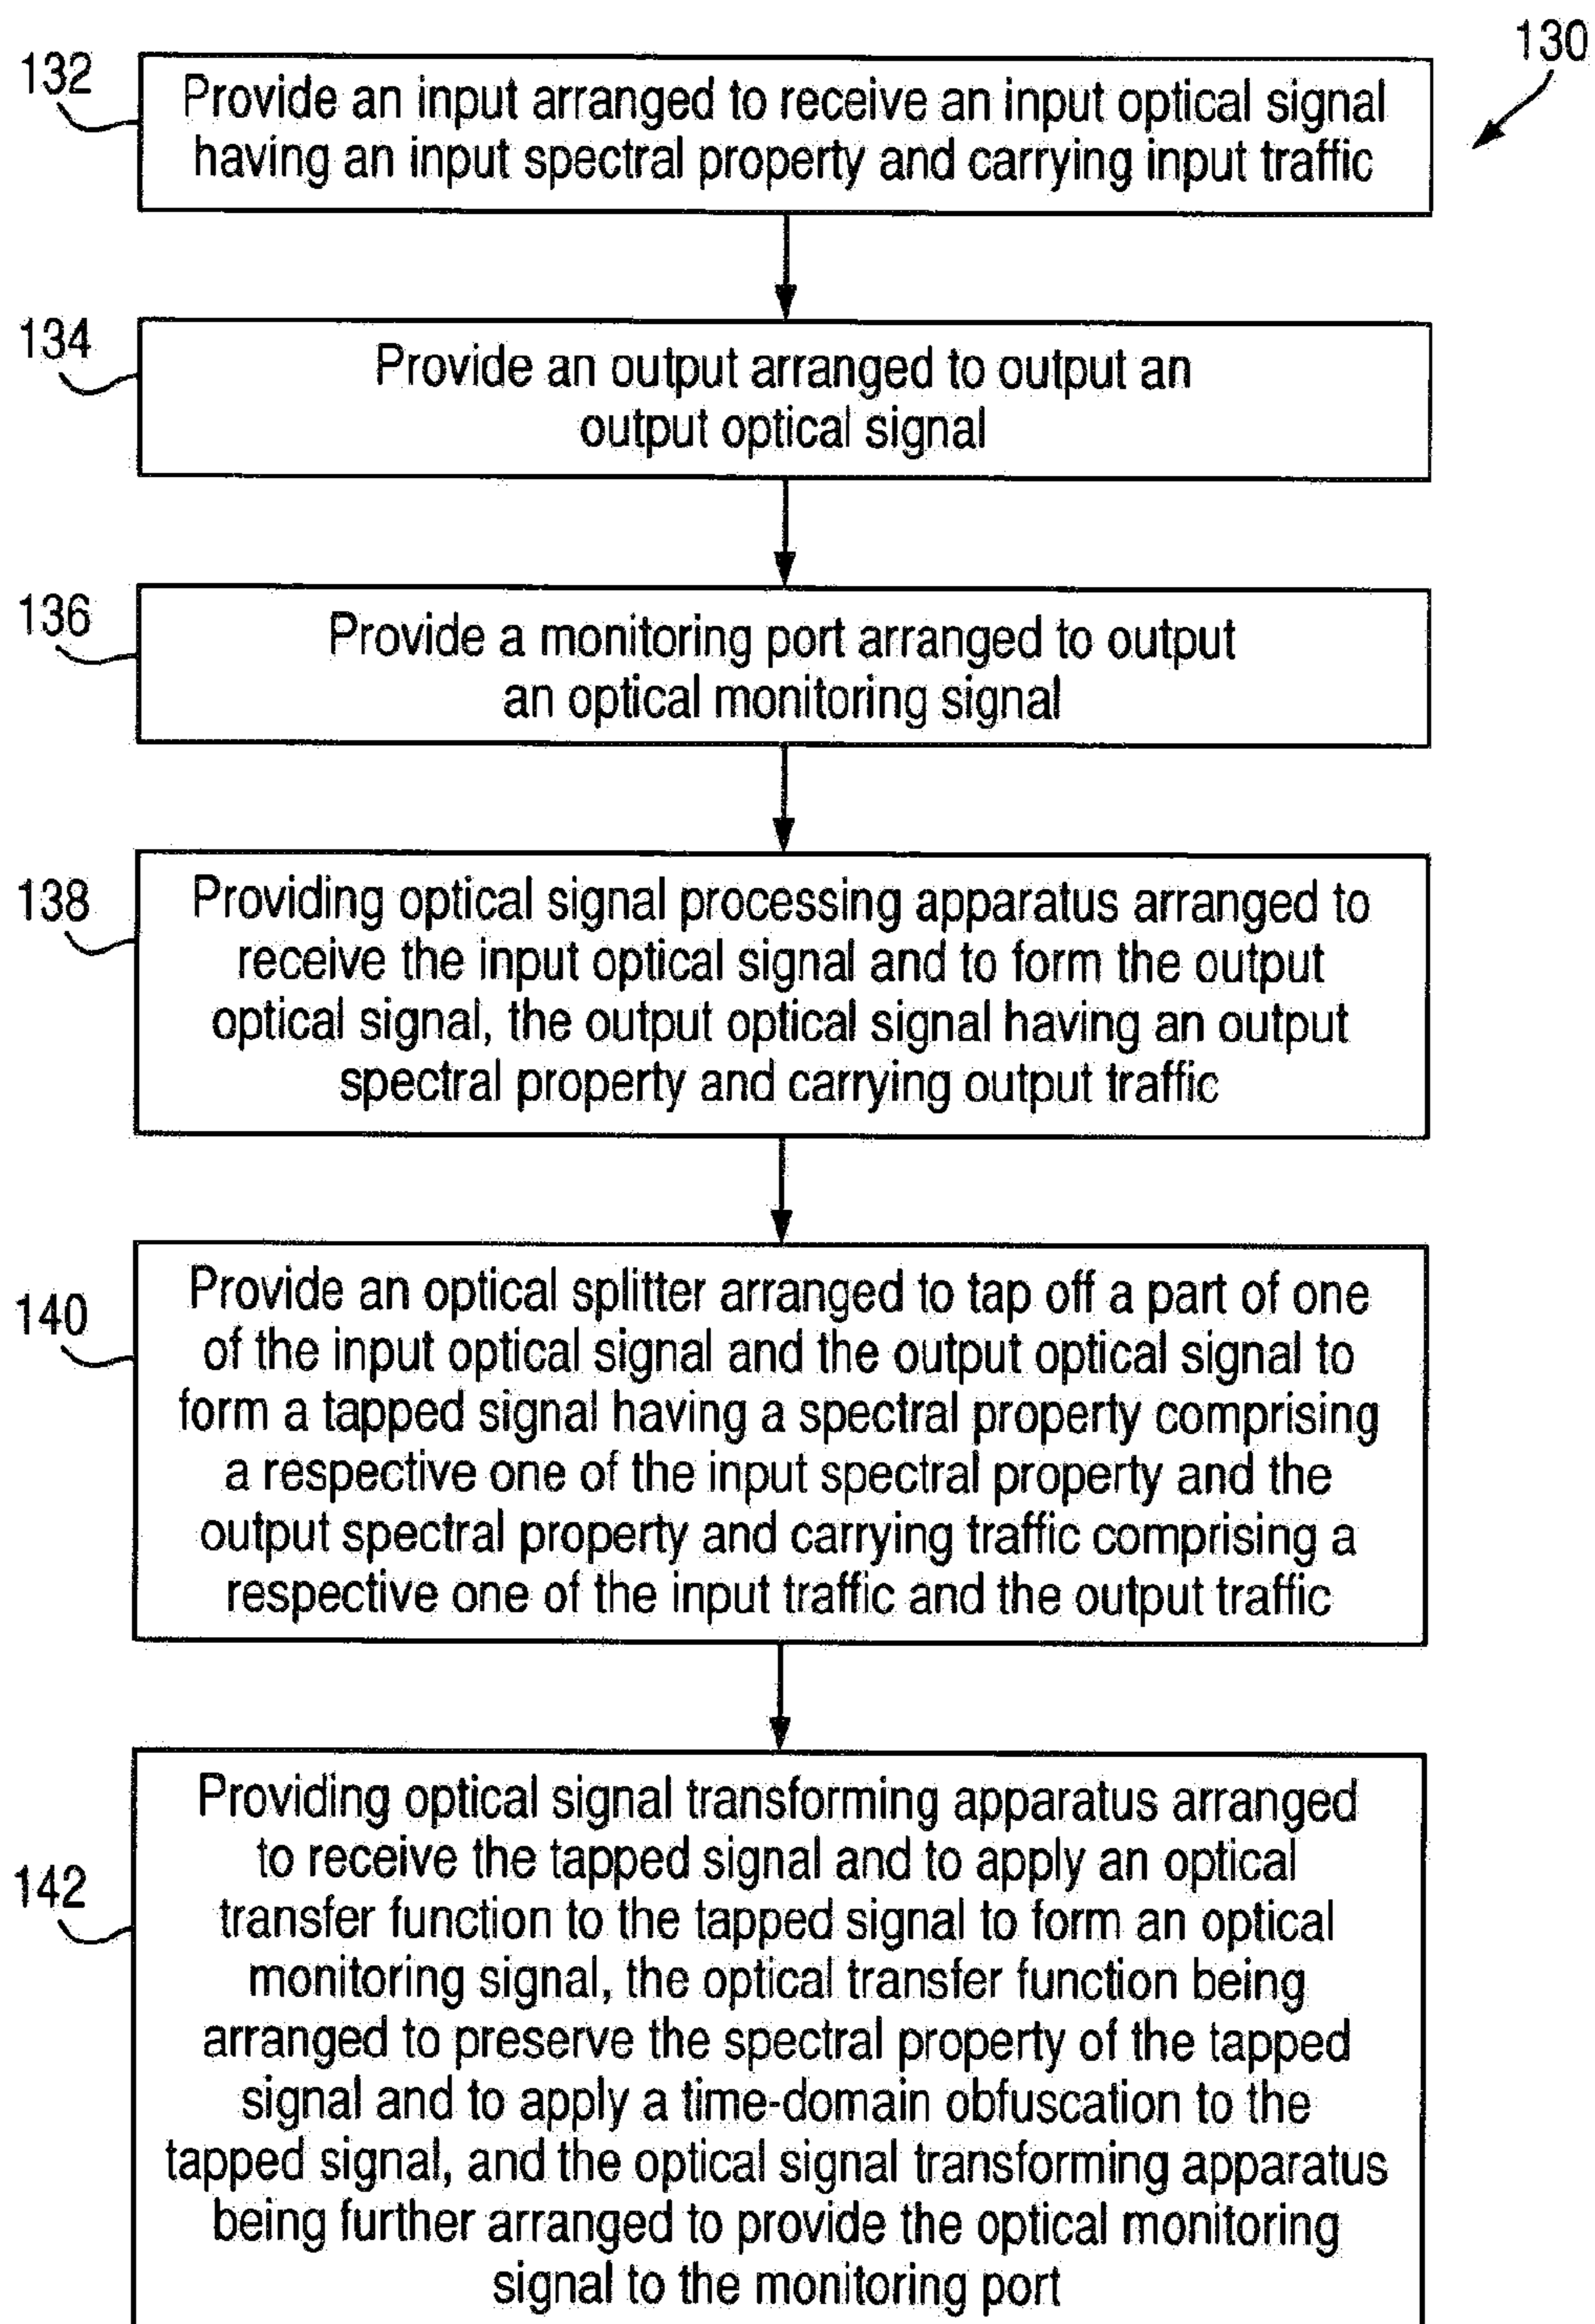 130
132
Provide an input arranged to receive an input optical signal
having an input spectral property and carrying input traffic
134
Provide an output arranged to output an
output optical signal
136
Provide a monitoring port arranged to output
an optical monitoring signal
138
Providing optical signal processing apparatus arranged to
receive the input optical signal and to form the output
optical signal, the output optical signal having an output
spectral property and carrying output traffic
140
Provide an optical splitter arranged to tap off a part of one
of the input optical signal and the output optical signal to
form a tapped signal having a spectral property comprising
a respective one of the input spectral property and the
output spectral property and carrying traffic comprising a
respective one of the input traffic and the output traffic
142
Providing optical signal transforming apparatus arranged
to receive the tapped signal and to apply an optical
transfer function to the tapped signal to form an optical
monitoring signal, the optical transfer function being
arranged to preserve the spectral property of the tapped
signal and to apply a time-domain obfuscation to the
tapped signal, and the optical signal transforming apparatus
being further arranged to provide the optical monitoring
signal to the monitoring port